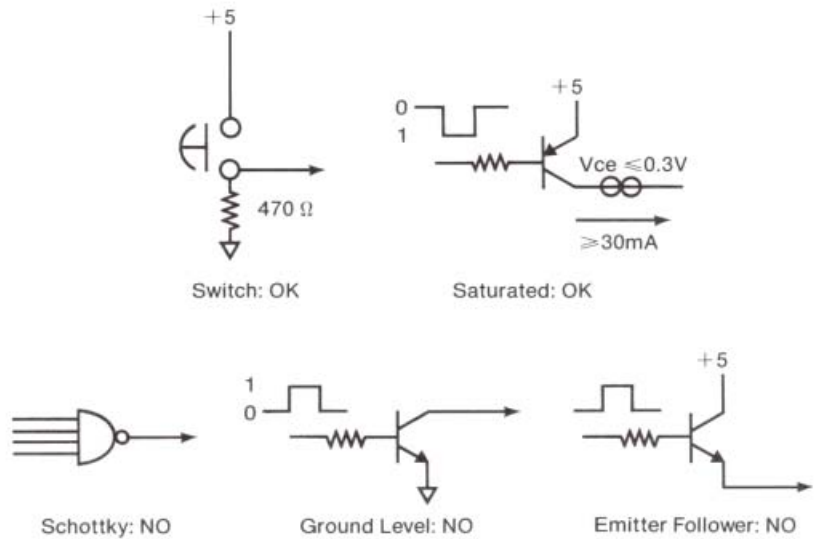 +5
470 Ω
Switch: OK
0
1
+5
Vce ≤0.3V
≥30mA
Saturated: OK
Schottky: NO
1
0
Ground Level: NO
+5
Emitter Follower: NO